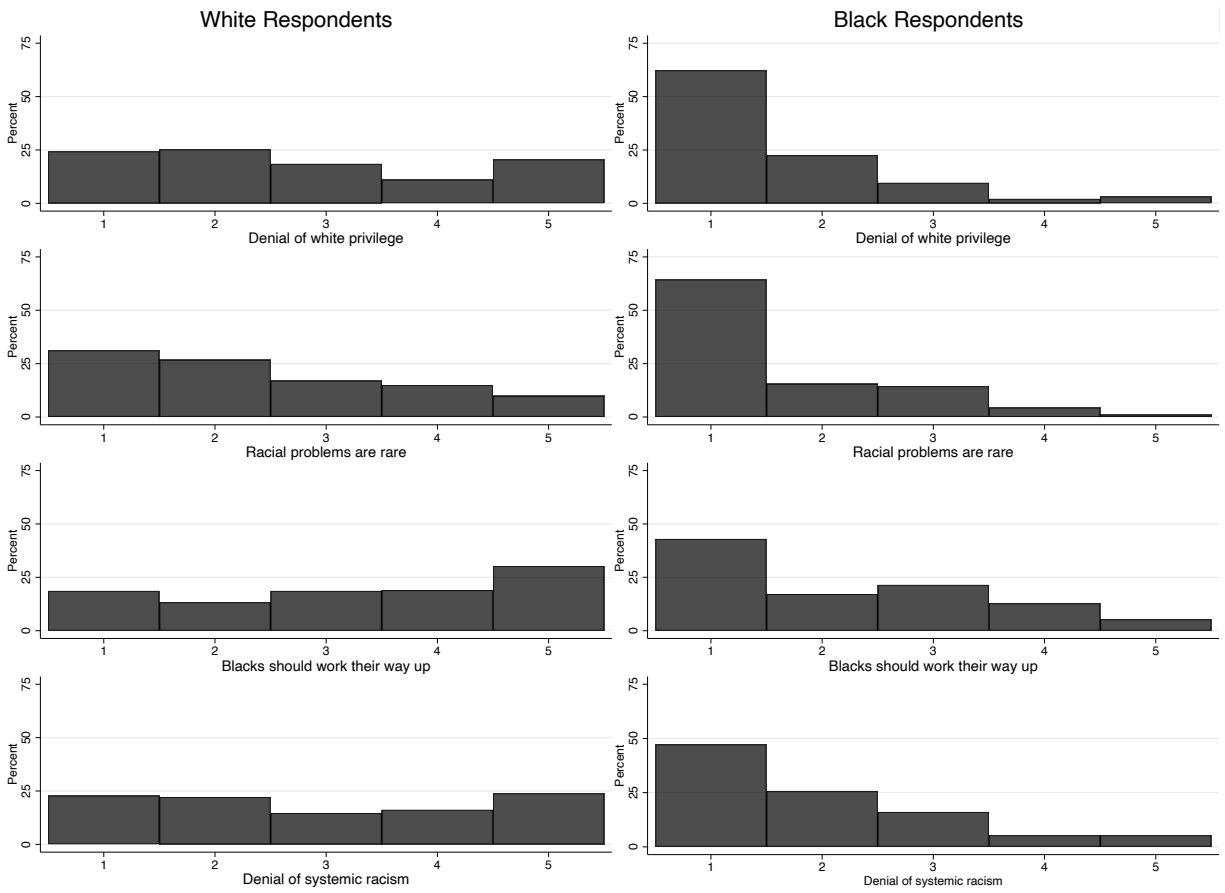 White Respondents
Black Respondents
Percent
75
50
25
0
1 2 3 4 5
Denial of white privilege
Percent
75
50
25
0
1 2 3 4 5
Denial of white privilege
Percent
75
50
25
0
1 2 3 4 5
Racial problems are rare
Percent
75
50
25
0
1 2 3 4 5
Racial problems are rare
Percent
75
50
25
0
1 2 3 4 5
Blacks should work their way up
Percent
75
50
25
0
1 2 3 4 5
Blacks should work their way up
Percent
75
50
25
0
1 2 3 4 5
Denial of systemic racism
Percent
75
50
25
0
1 2 3 4 5
Denial of systemic racism